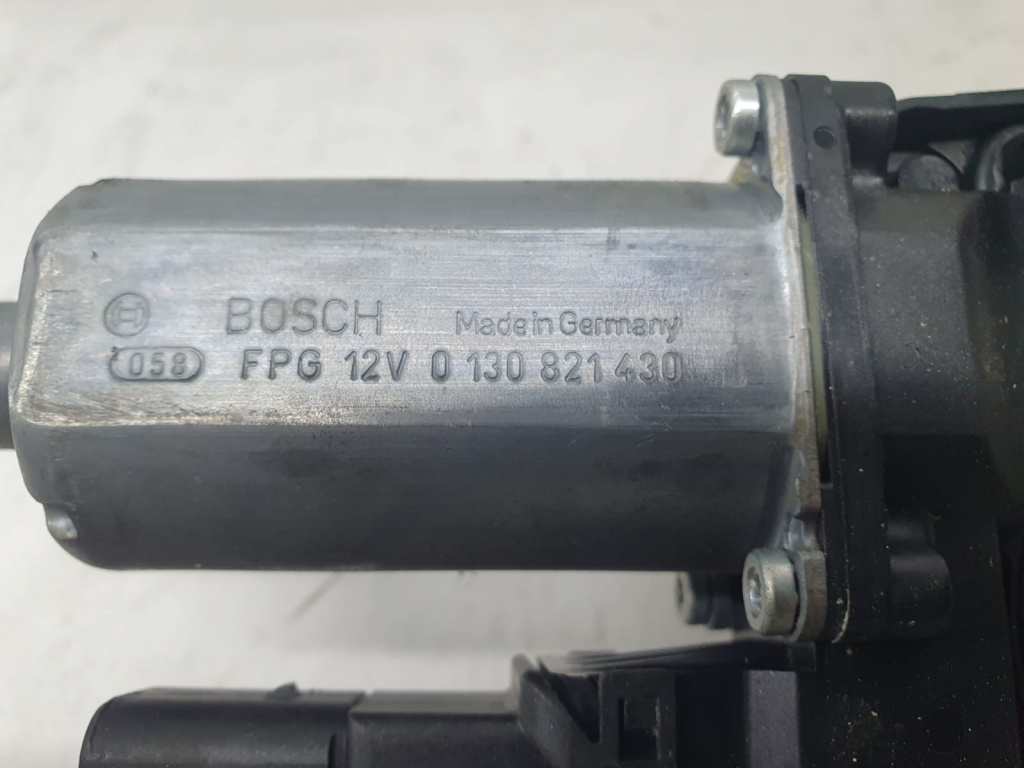 BOSCH Made in Germany
058 FPG 12V 0 130 821 430